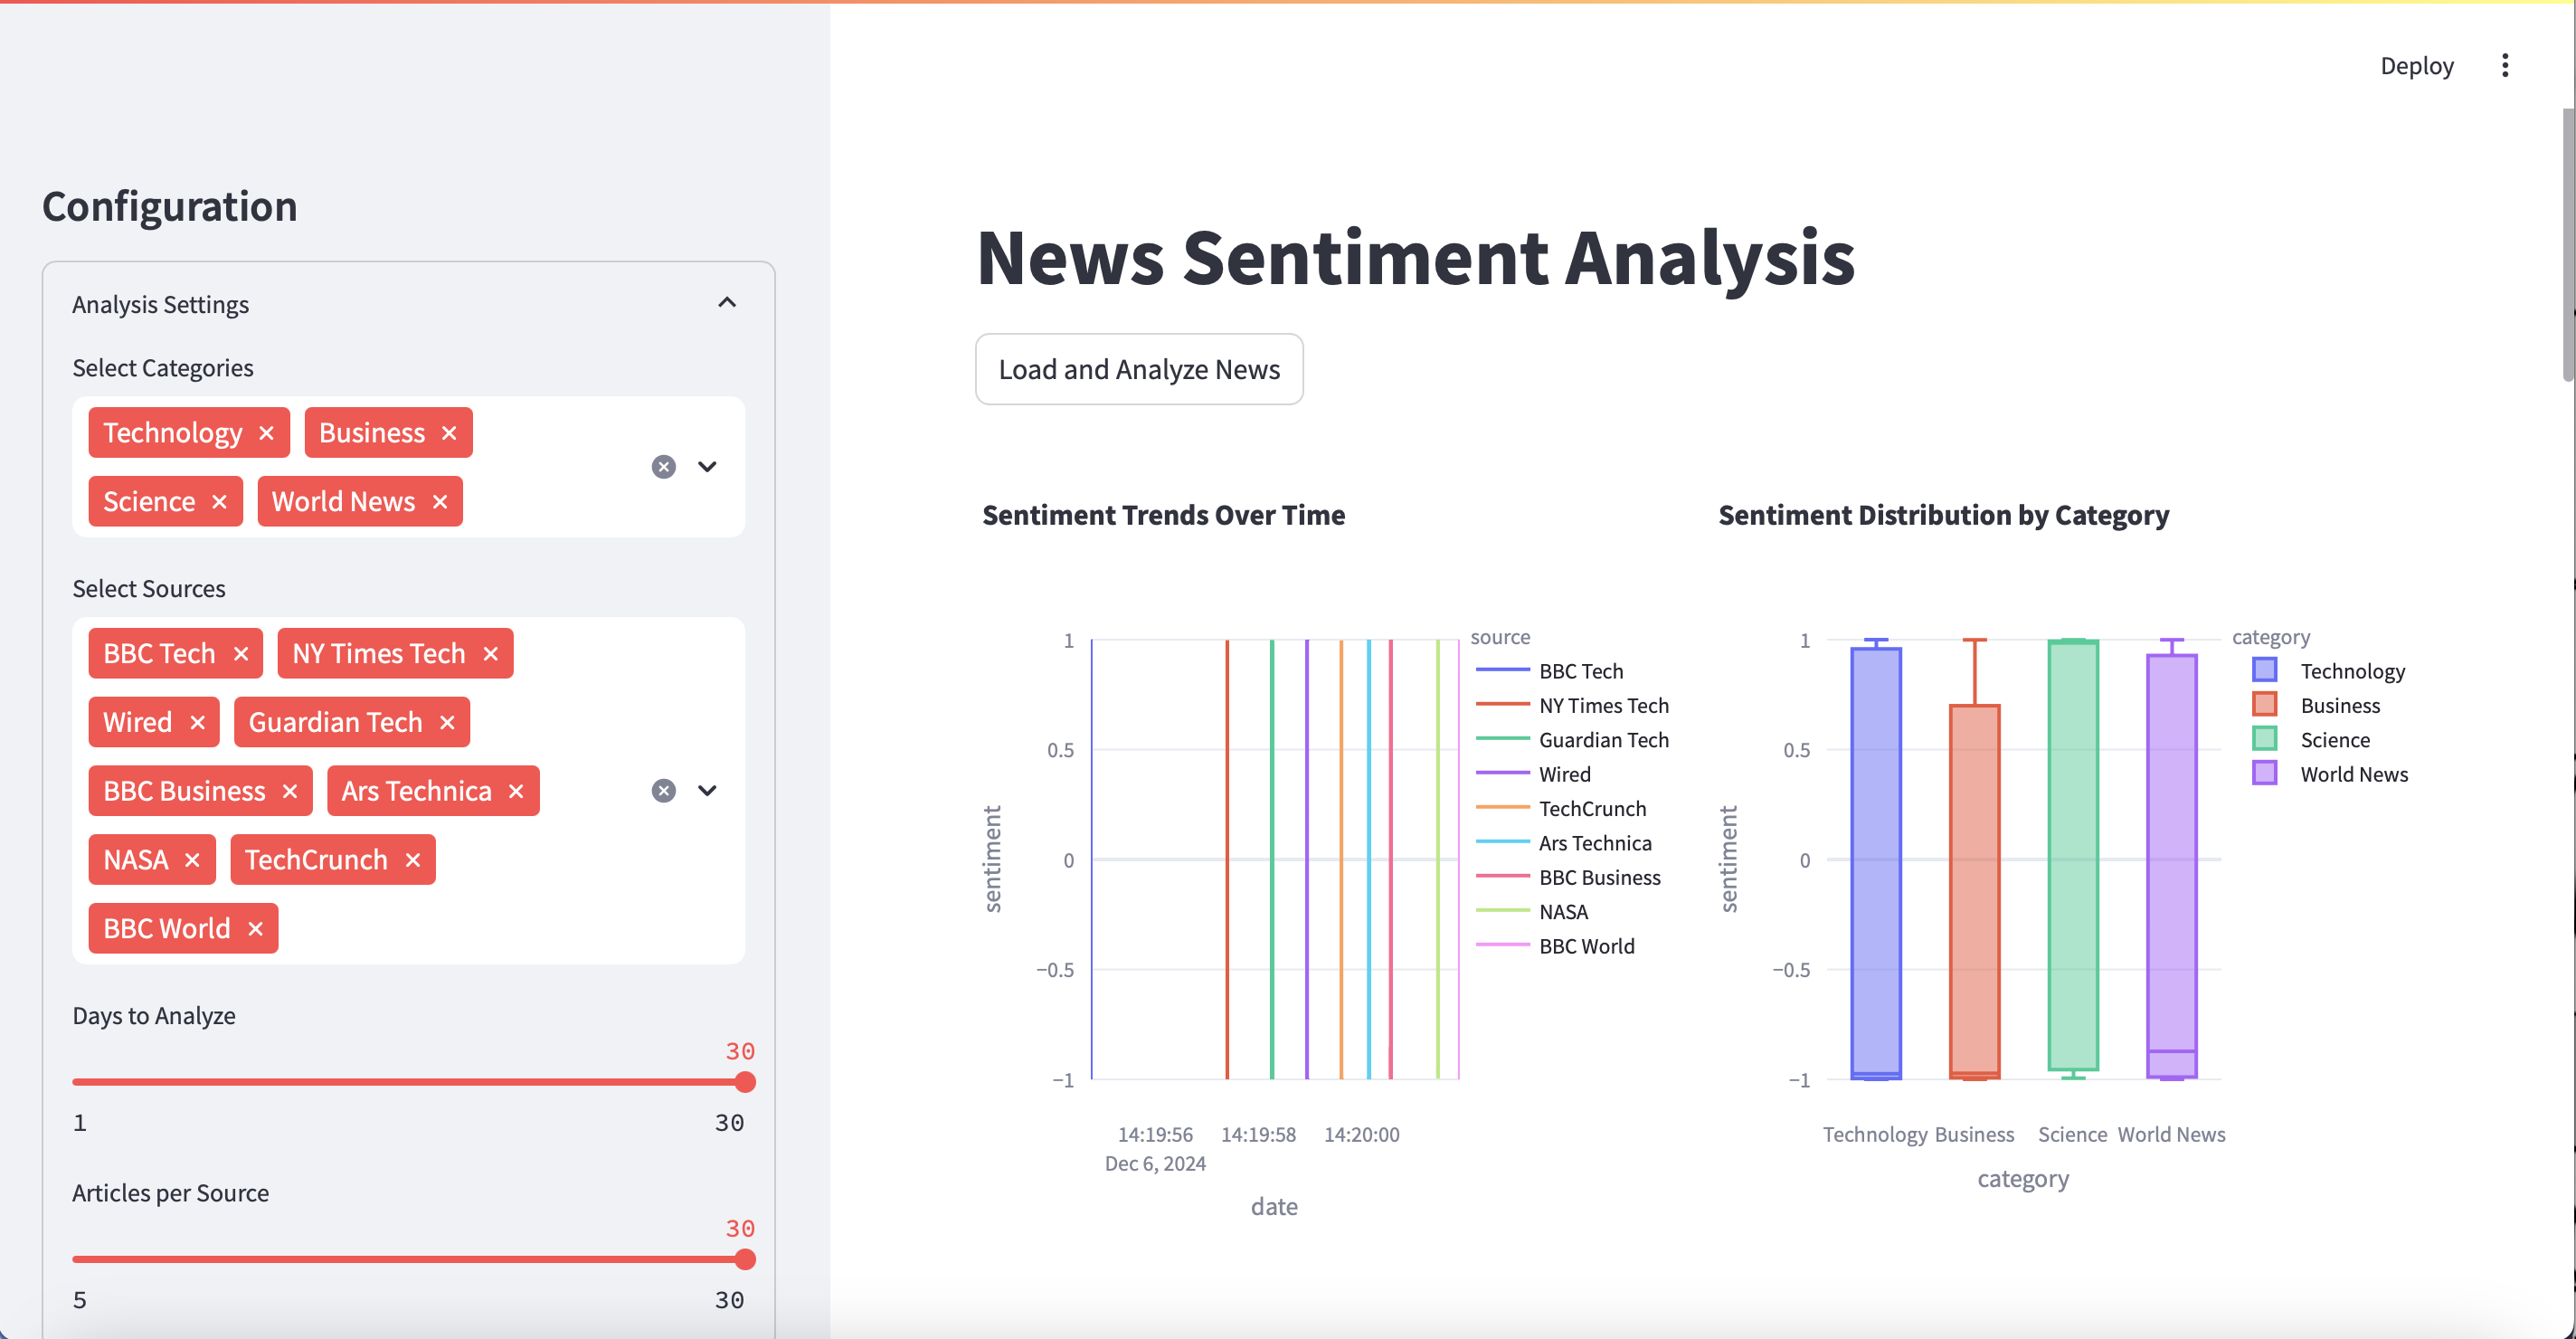 Deploy
Configuration
Analysis Settings
Select Categories
Technology
Business
Science
World News
Select Sources
BBC Tech
NY Times Tech
Wired
Guardian Tech
BBC Business
Ars Technica
NASA
TechCrunch
BBC World
Days to Analyze
30
1
30
Articles per Source
30
5
30
News Sentiment Analysis
Load and Analyze News
Sentiment Trends Over Time
1
0.5
0
−0.5
−1
sentiment
14:19:56
Dec 6, 2024
14:19:58
14:20:00
date
source
BBC Tech
NY Times Tech
Guardian Tech
Wired
TechCrunch
Ars Technica
BBC Business
NASA
BBC World
Sentiment Distribution by Category
1
0.5
0
−0.5
−1
sentiment
Technology
Business
Science
World News
category
category
Technology
Business
Science
World News